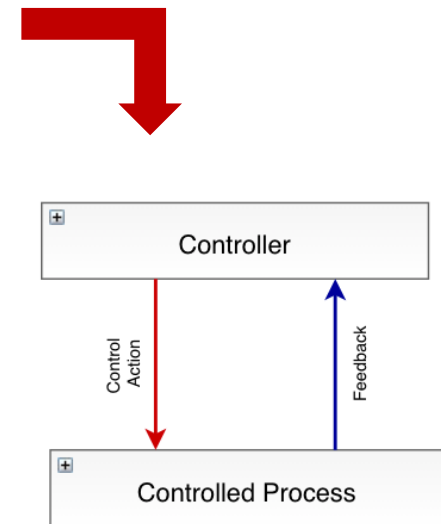 Controller
Control
Action
Feedback
Controlled Process